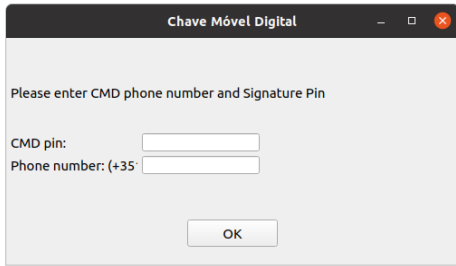 Chave Móvel Digital
Please enter CMD phone number and Signature Pin
CMD pin:
Phone number: (+35
OK